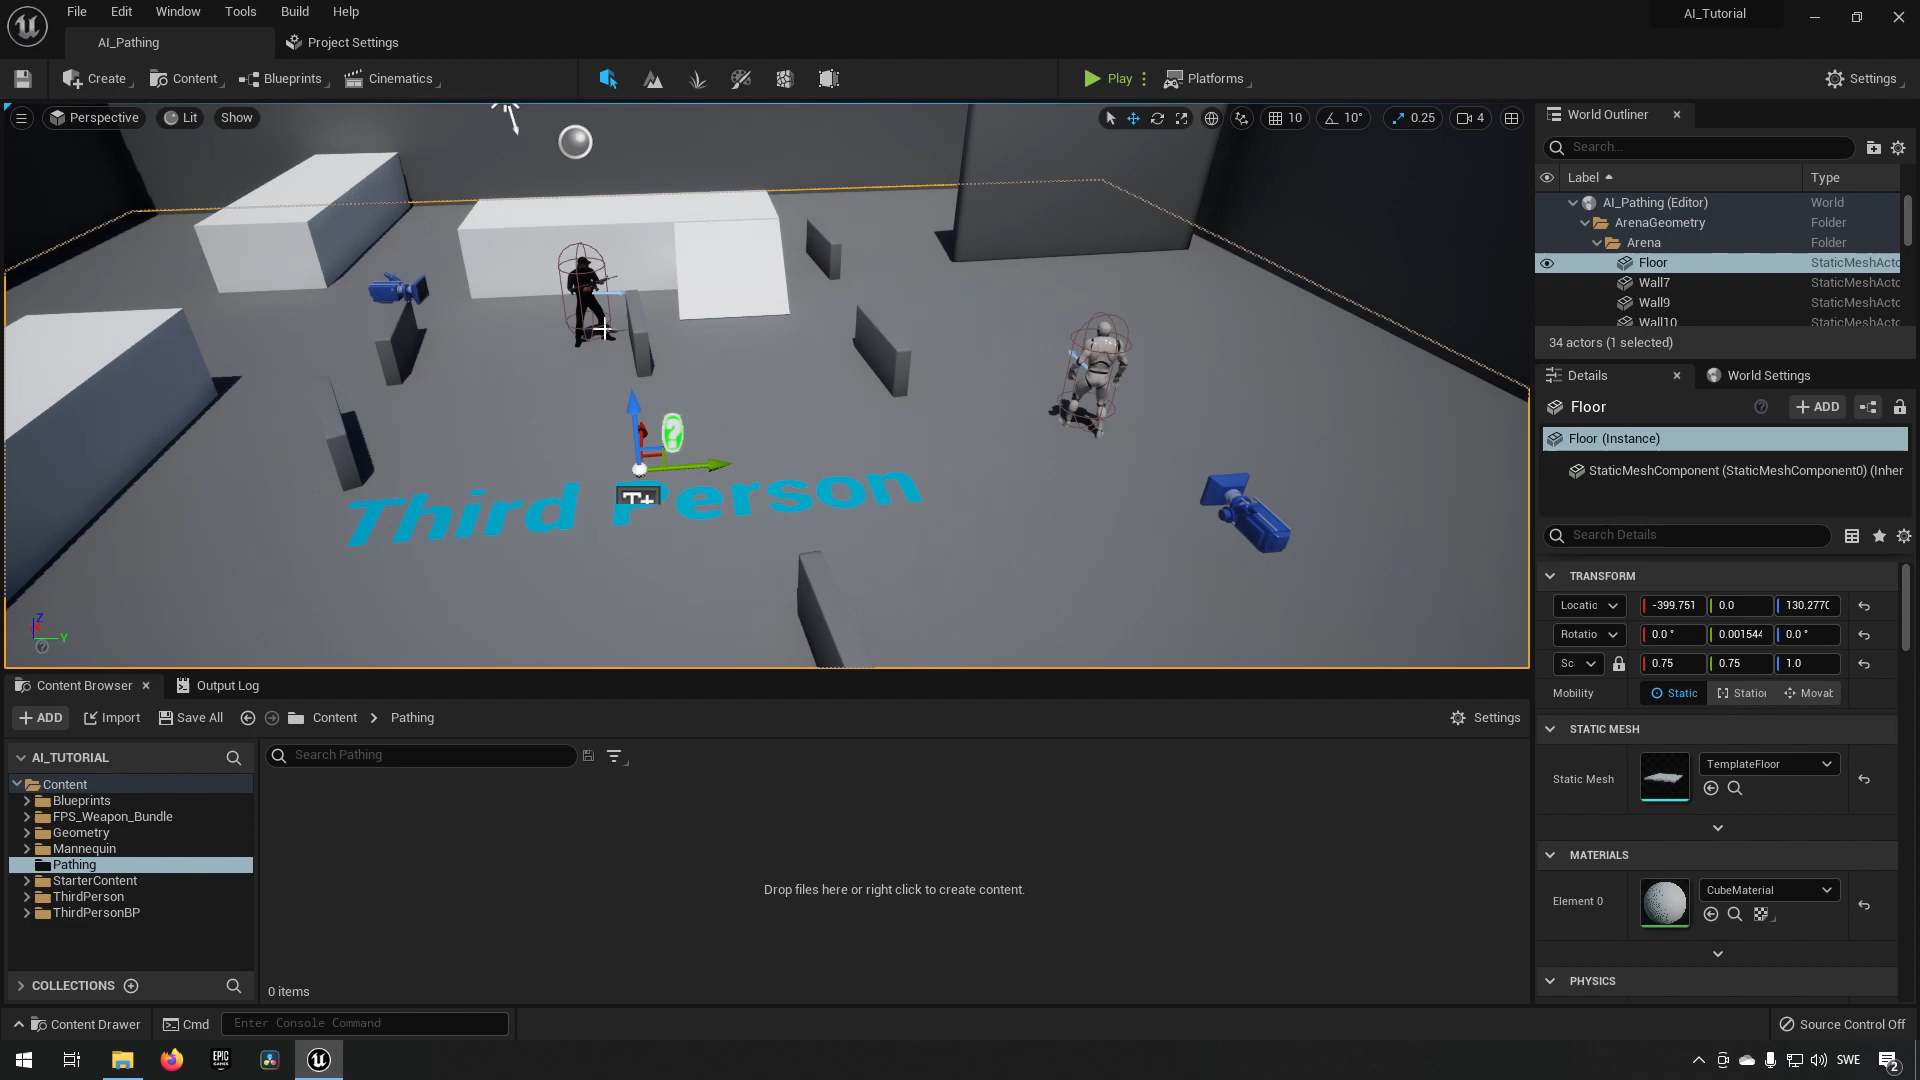 File Edit Window Tools Build Help
AI_Tutorial
AI_Pathing
Project Settings
Create Content Blueprints Cinematics
Play Platforms
Settings
Perspective Lit Show
10 10° 0.25 4
Third Person
T+
World Outliner
Search...
Label Type
AI_Pathing (Editor) World
ArenaGeometry Folder
Arena Folder
Floor StaticMeshActo
Wall7 StaticMeshActo
Wall9 StaticMeshActo
Wall10 StaticMeshActo
34 actors (1 selected)
Details World Settings
Floor
ADD
Floor (Instance)
StaticMeshComponent (StaticMeshComponent0) (Inher
Search Details
TRANSFORM
Locatic -399.751 0.0 130.277(
Rotatio 0.0 ° 0.001544 0.0 °
Sc 0.75 0.75 1.0
Mobility Static Station Movab
STATIC MESH
Static Mesh TemplateFloor
MATERIALS
Element 0 CubeMaterial
PHYSICS
Z
Y
Content Browser Output Log
ADD Import Save All Content Pathing Settings
AI_TUTORIAL
Search Pathing
Content
Blueprints
FPS_Weapon_Bundle
Geometry
Mannequin
Pathing
StarterContent
ThirdPerson
ThirdPersonBP
Drop files here or right click to create content.
COLLECTIONS
0 items
Content Drawer Cmd Enter Console Command
Source Control Off
EPIC GAMES
SWE
2